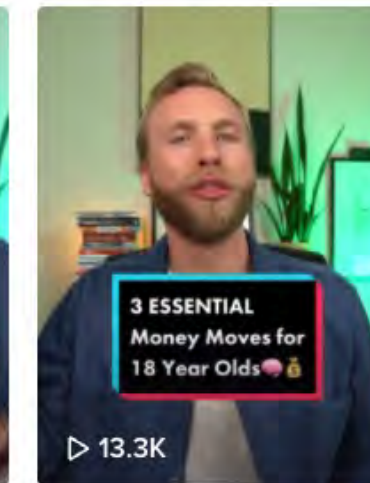 3 ESSENTIAL
Money Moves for
18 Year Olds🧠💰
13.3K